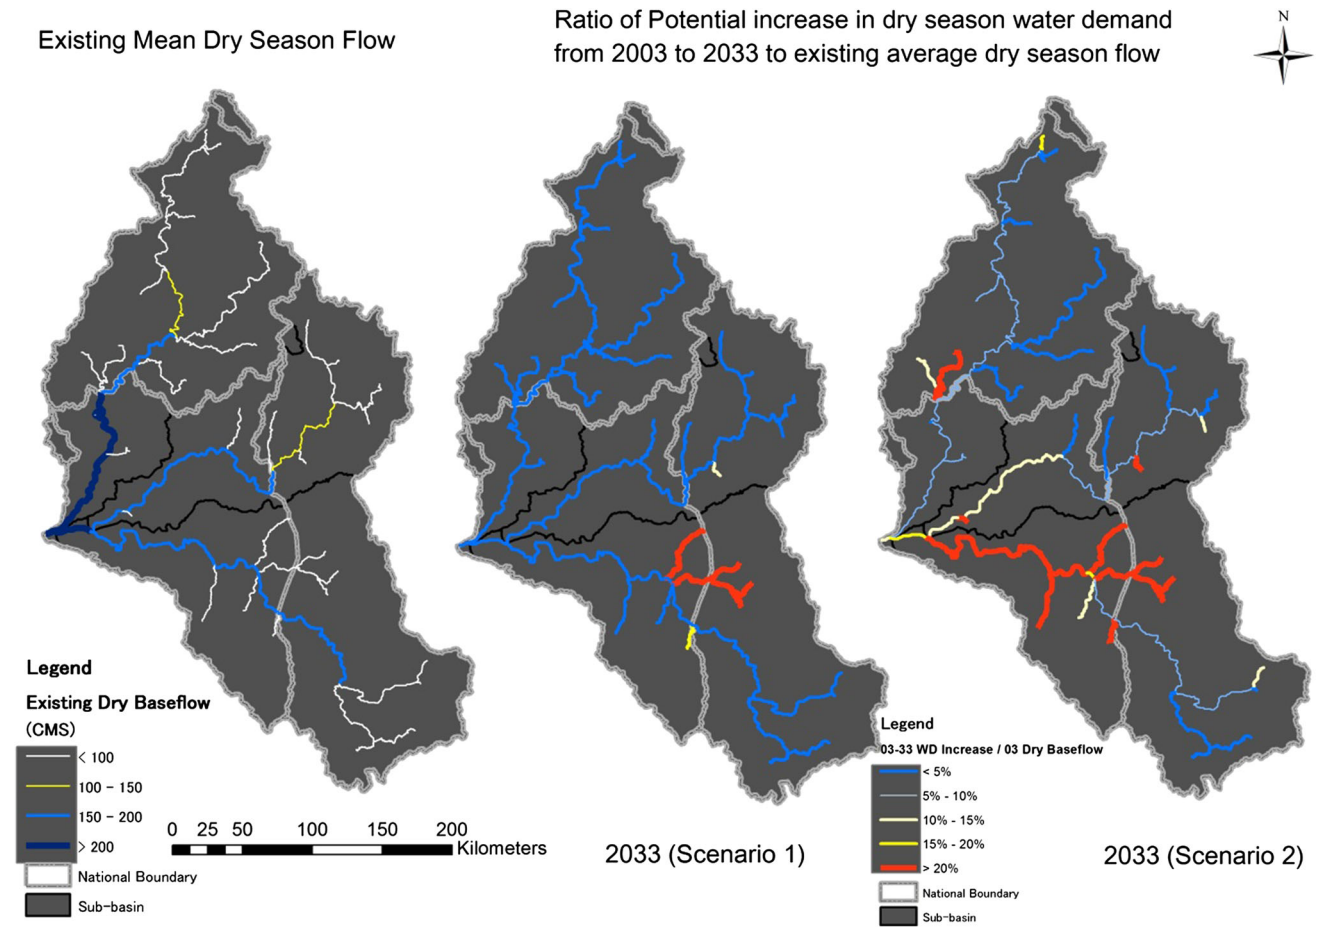 Existing Mean Dry Season Flow
Ratio of Potential increase in dry season water demand
from 2003 to 2033 to existing average dry season flow
N
Legend
Existing Dry Baseflow
(CMS)
< 100
100 - 150
150 - 200
> 200
National Boundary
Sub-basin
0 25 50 100 150 200
Kilometers
2033 (Scenario 1)
Legend
03-33 WD Increase / 03 Dry Baseflow
< 5%
5% - 10%
10% - 15%
15% - 20%
> 20%
National Boundary
Sub-basin
2033 (Scenario 2)